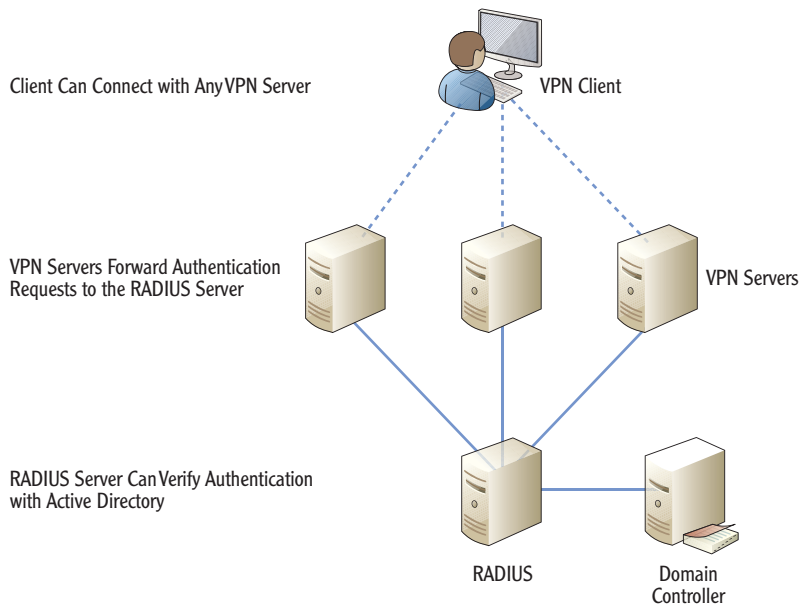 Client Can Connect with Any VPN Server
VPN Client
VPN Servers Forward Authentication
Requests to the RADIUS Server
VPN Servers
RADIUS Server Can Verify Authentication
with Active Directory
RADIUS
Domain
Controller